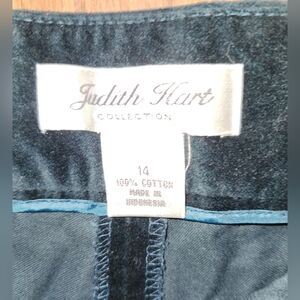 Judith Hart
COLLECTION
14
100% COTTON
MADE IN
INDONESIA